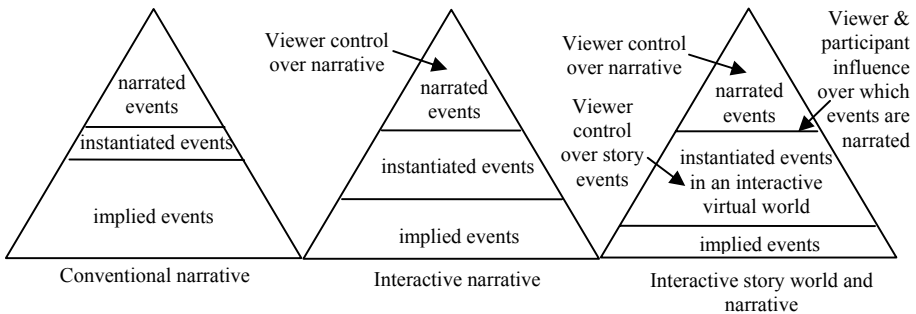 narrated
events
instantiated events
implied events
Conventional narrative
Viewer control
over narrative
narrated
events
instantiated events
implied events
Interactive narrative
Viewer control
over narrative
Viewer &
participant
influence
over which
events are
narrated
narrated
events
Viewer
control
over story
events
instantiated events
in an interactive
virtual world
implied events
Interactive story world and
narrative